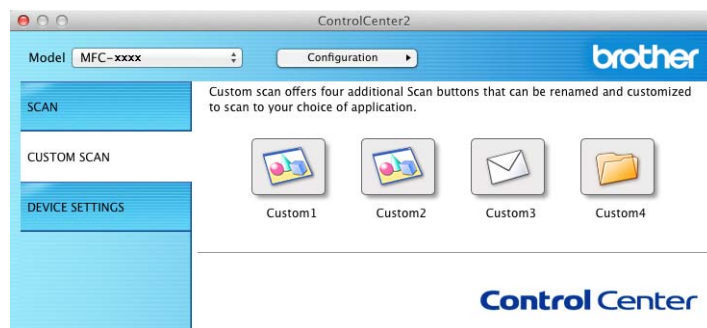 ControlCenter2
Model MFC-xxxx Configuration brother
SCAN
Custom scan offers four additional Scan buttons that can be renamed and customized
to scan to your choice of application.
CUSTOM SCAN
DEVICE SETTINGS
Custom1 Custom2 Custom3 Custom4
Control Center